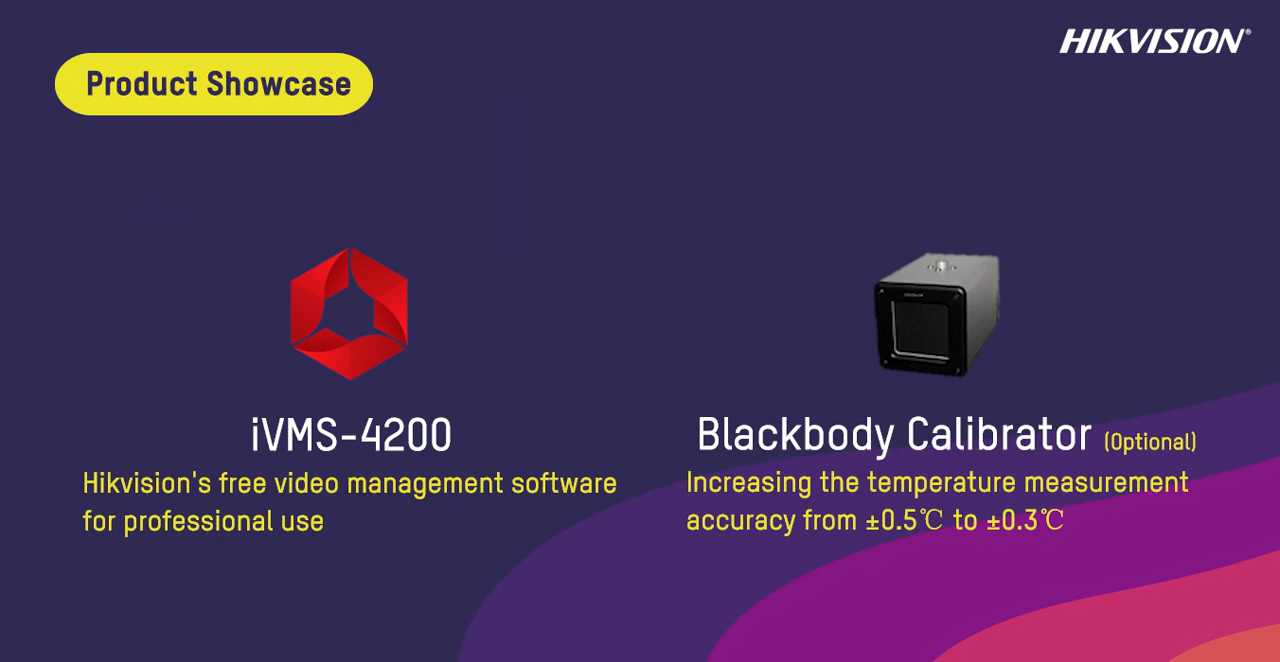 HIKVISION®
Product Showcase
iVMS-4200
Hikvision's free video management software
for professional use
Blackbody Calibrator (Optional)
Increasing the temperature measurement
accuracy from ±0.5℃ to ±0.3℃